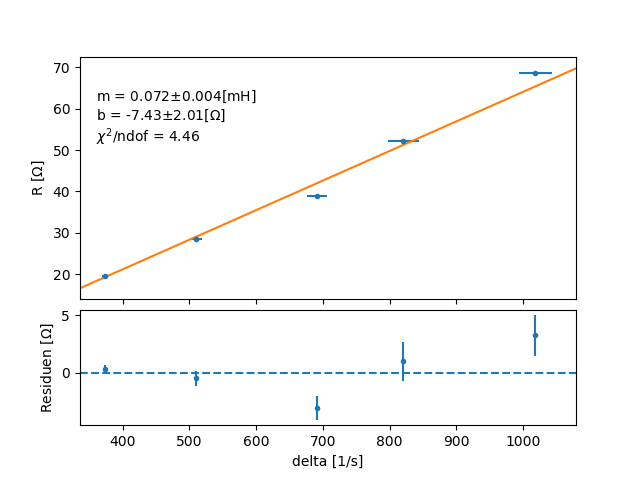 70
60
50
40
30
20
R [Ω]
m = 0.072±0.004[mH]
b = -7.43±2.01[Ω]
χ²/ndof = 4.46
5
0
Residuen [Ω]
400 500 600 700 800 900 1000
delta [1/s]